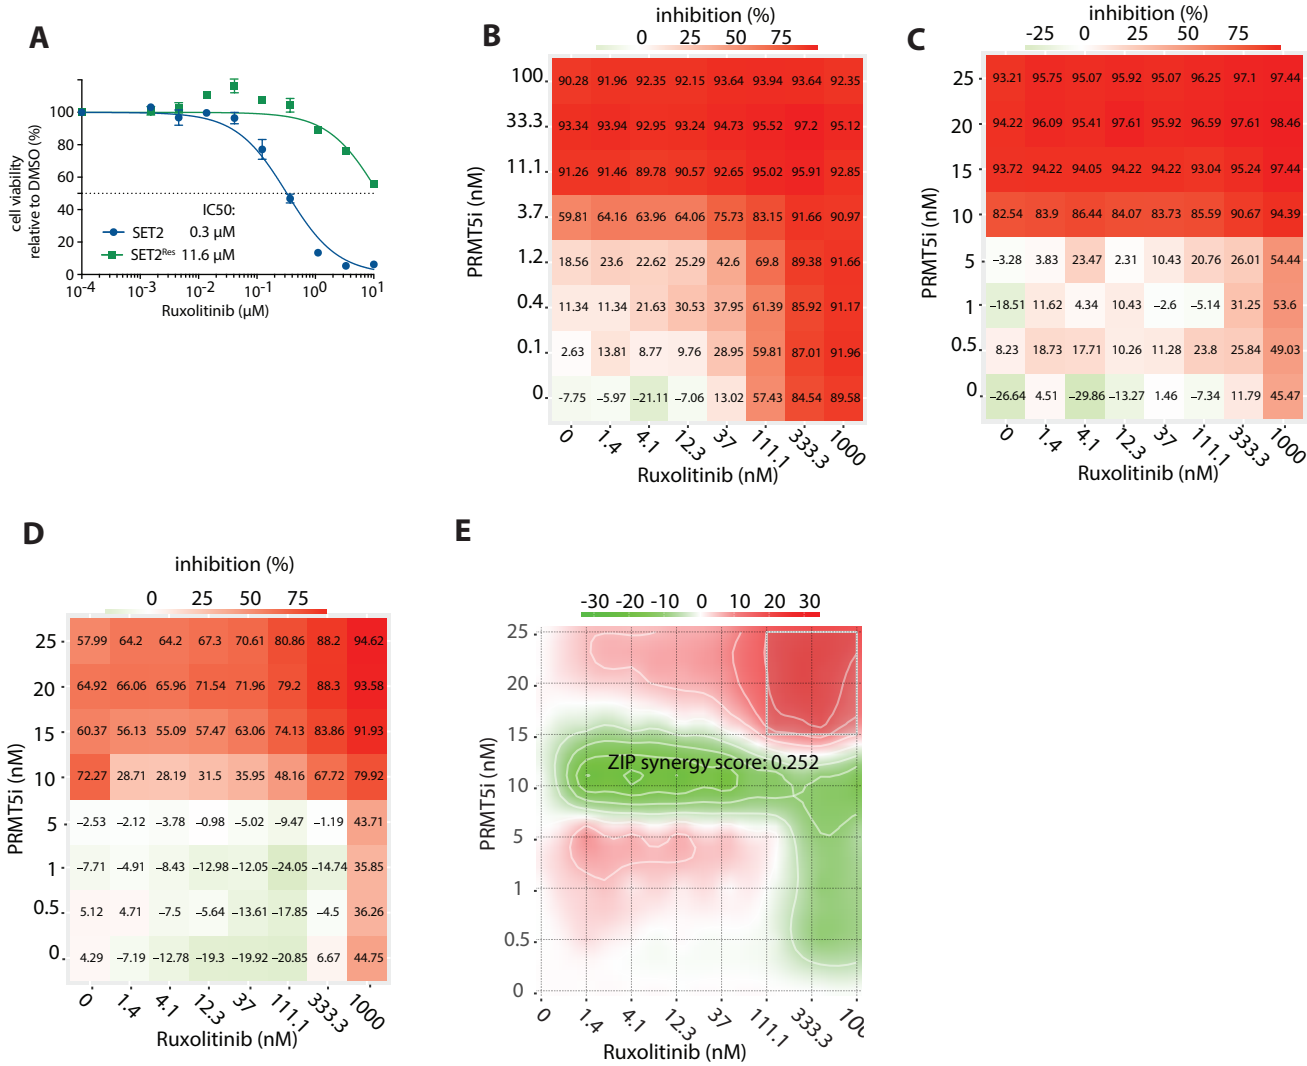 A
cell viability
relative to DMSO (%)
100
80
60
40
20
0
IC50:
SET2 0.3 µM
SET2Res 11.6 µM
10–4 10–3 10–2 10–1 100 101
Ruxolitinib (µM)
B
inhibition (%)
0 25 50 75
PRMT5i (nM)
100 90.28 91.96 92.35 92.15 93.64 93.94 93.64 92.35
33.3 93.34 93.94 92.95 93.24 94.73 95.52 97.2 95.12
11.1 91.26 91.46 89.78 90.57 92.65 95.02 95.91 92.85
3.7 59.81 64.16 63.96 64.06 75.73 83.15 91.66 90.97
1.2 18.56 23.6 22.62 25.29 42.6 69.8 89.38 91.66
0.4 11.34 11.34 21.63 30.53 37.95 61.39 85.92 91.17
0.1 2.63 13.81 8.77 9.76 28.95 59.81 87.01 91.96
0 -7.75 –5.97 –21.11 –7.06 13.02 57.43 84.54 89.58
0 1.4 4.1 12.3 37 111.1 333.3 1000
Ruxolitinib (nM)
C
inhibition (%)
-25 0 25 50 75
PRMT5i (nM)
25 93.21 95.75 95.07 95.92 95.07 96.25 97.1 97.44
20 94.22 96.09 95.41 97.61 95.92 96.59 97.61 98.46
15 93.72 94.22 94.05 94.22 94.22 93.04 95.24 97.44
10 82.54 83.9 86.44 84.07 83.73 85.59 90.67 94.39
5 –3.28 3.83 23.47 2.31 10.43 20.76 26.01 54.44
1 –18.51 11.62 4.34 10.43 –2.6 –5.14 31.25 53.6
0.5 8.23 18.73 17.71 10.26 11.28 23.8 25.84 49.03
0 –26.64 4.51 –29.86 –13.27 1.46 –7.34 11.79 45.47
0 1.4 4.1 12.3 37 111.1 333.3 1000
Ruxolitinib (nM)
D
inhibition (%)
0 25 50 75
PRMT5i (nM)
25 57.99 64.2 64.2 67.3 70.61 80.86 88.2 94.62
20 64.92 66.06 65.96 71.54 71.96 79.2 88.3 93.58
15 60.37 56.13 55.09 57.47 63.06 74.13 83.86 91.93
10 72.27 28.71 28.19 31.5 35.95 48.16 67.72 79.92
5 –2.53 –2.12 –3.78 –0.98 –5.02 –9.47 –1.19 43.71
1 –7.71 –4.91 –8.43 –12.98 –12.05 –24.05 –14.74 35.85
0.5 5.12 4.71 –7.5 –5.64 –13.61 –17.85 –4.5 36.26
0 4.29 –7.19 –12.78 –19.3 –19.92 –20.85 6.67 44.75
0 1.4 4.1 12.3 37 111.1 333.3 1000
Ruxolitinib (nM)
E
-30 -20 -10 0 10 20 30
PRMT5i (nM)
25
20
15
ZIP synergy score: 0.252
10
5
1
0.5
0
0 1.4 4.1 12.3 37 111.1 333.3 100
Ruxolitinib (nM)